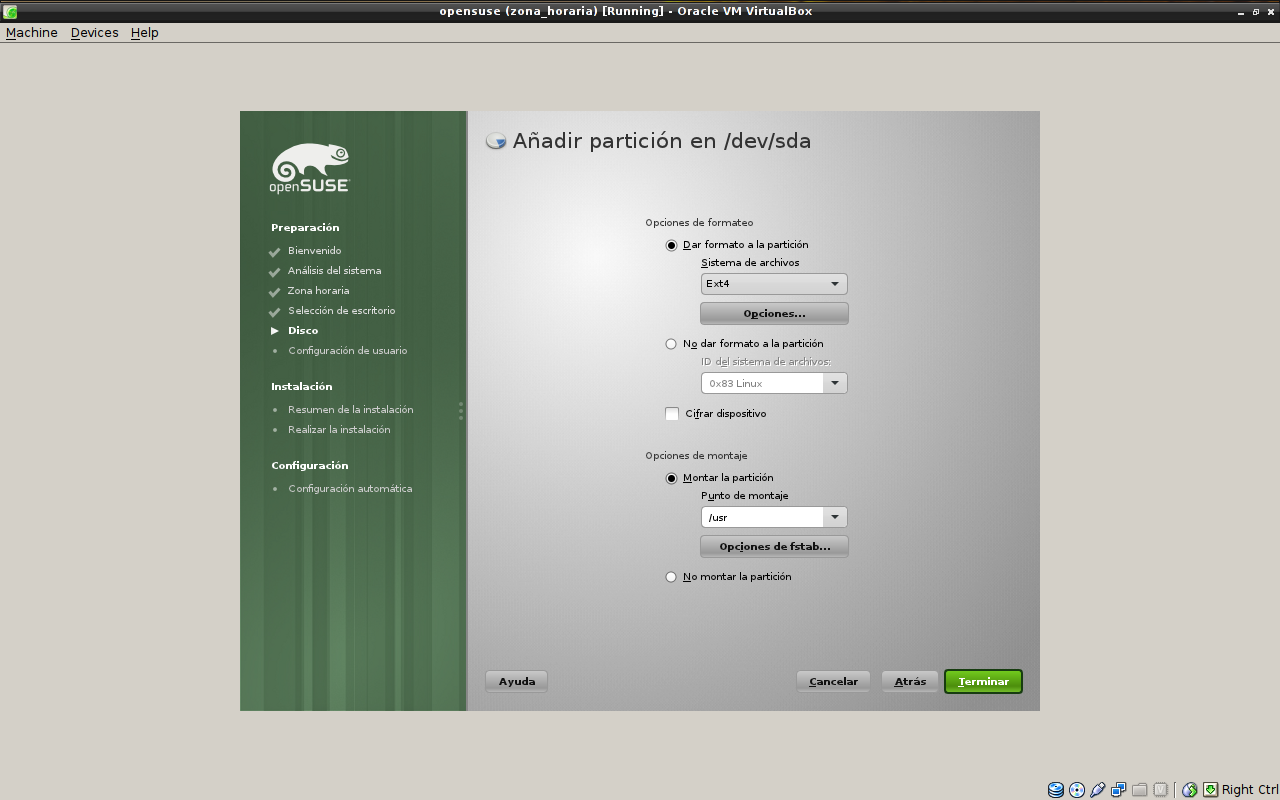 opensuse (zona_horaria) [Running] - Oracle VM VirtualBox
Machine Devices Help
openSUSE
Preparación
Bienvenido
Análisis del sistema
Zona horaria
Selección de escritorio
Disco
Configuración de usuario
Instalación
Resumen de la instalación
Realizar la instalación
Configuración
Configuración automática
Añadir partición en /dev/sda
Opciones de formateo
Dar formato a la partición
Sistema de archivos
Ext4
Opciones...
No dar formato a la partición
ID del sistema de archivos:
0x83 Linux
Cifrar dispositivo
Opciones de montaje
Montar la partición
Punto de montaje
/usr
Opciones de fstab...
No montar la partición
Ayuda
Cancelar
Atrás
Terminar
Right Ctrl